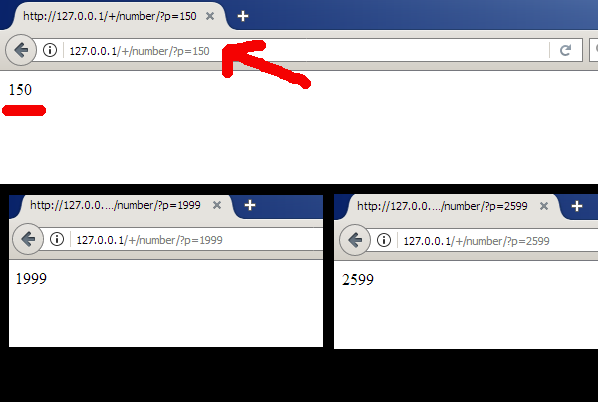 http://127.0.0.1/+/number/?p=150
127.0.0.1/+/number/?p=150
150
http://127.0.0.…/number/?p=1999
127.0.0.1/+/number/?p=1999
1999
http://127.0.0.…/number/?p=2599
127.0.0.1/+/number/?p=2599
2599